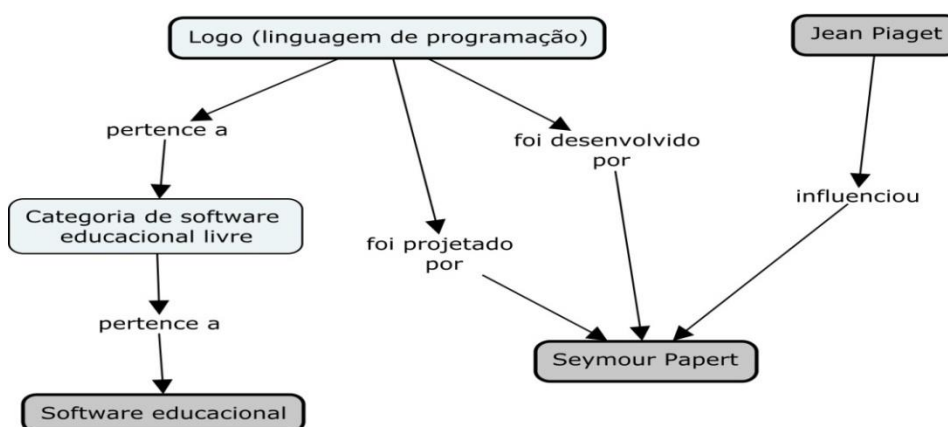 Logo (linguagem de programação)
Jean Piaget
pertence a
foi desenvolvido
por
influenciou
Categoria de software
educacional livre
foi projetado
por
pertence a
Seymour Papert
Software educacional